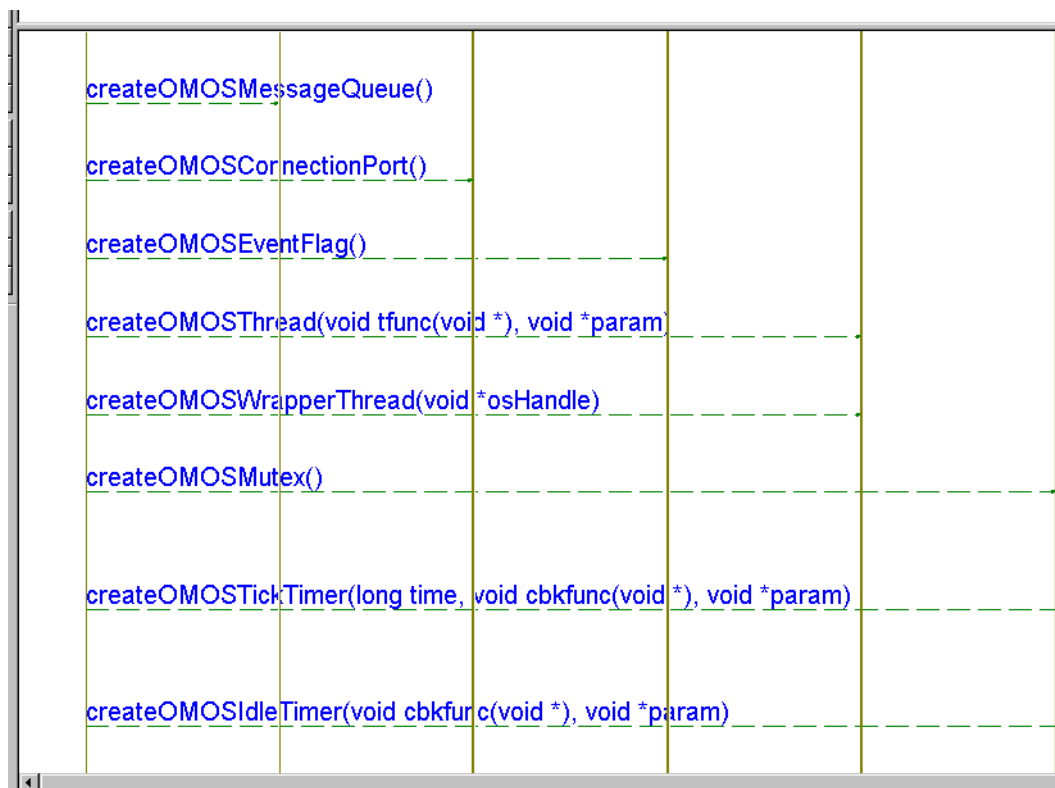 createOMOSMessageQueue()
createOMOSConnectionPort()
createOMOSEventFlag()
createOMOSThread(void tfunc(void *), void *param)
createOMOSWrapperThread(void *osHandle)
createOMOSMutex()
createOMOSTickTimer(long time, void cbkfunc(void *), void *param)
createOMOSIdleTimer(void cbkfunc(void *), void *param)